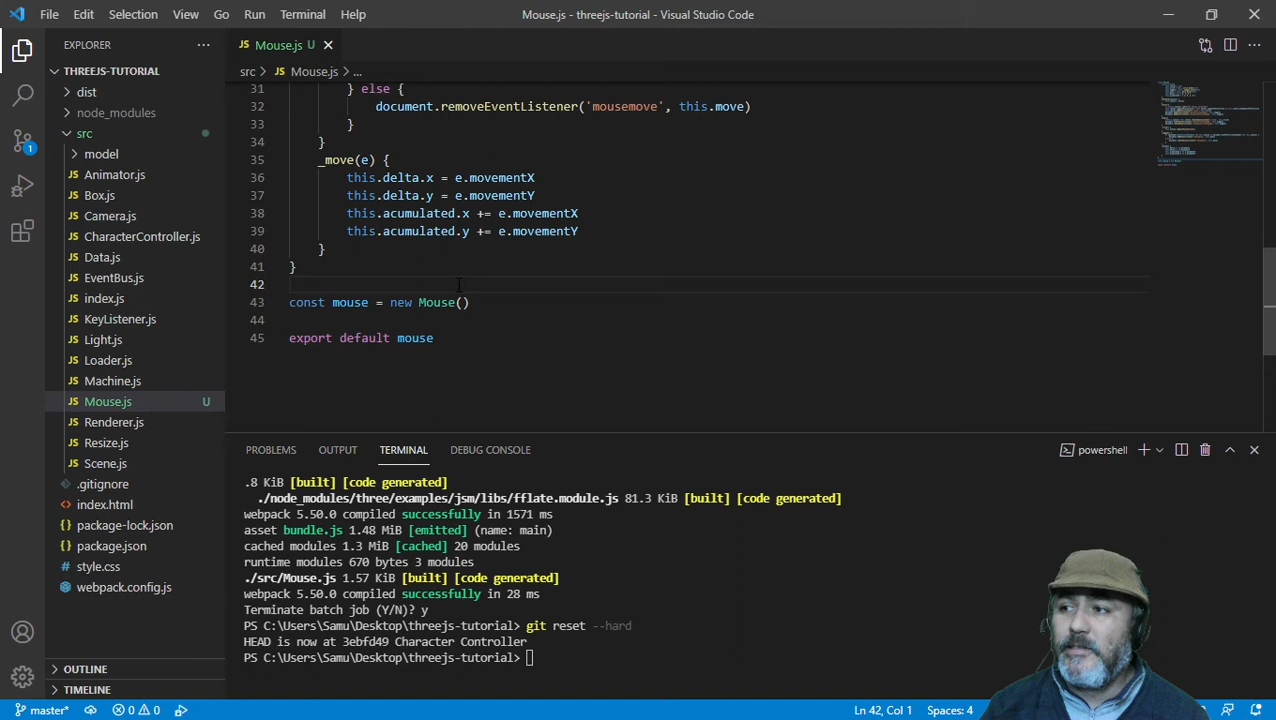 File Edit Selection View Go Run Terminal Help Mouse.js - threejs-tutorial - Visual Studio Code
EXPLORER
JS Mouse.js U
THREEJS-TUTORIAL
src > JS Mouse.js > ...
dist
node_modules
src
model
JS Animator.js
JS Box.js
JS Camera.js
JS CharacterController.js
JS Data.js
JS EventBus.js
JS index.js
JS KeyListener.js
JS Light.js
JS Loader.js
JS Machine.js
JS Mouse.js U
JS Renderer.js
JS Resize.js
JS Scene.js
.gitignore
index.html
package-lock.json
package.json
style.css
webpack.config.js
OUTLINE
TIMELINE
1
31 } else {
32 document.removeEventListener('mousemove', this.move)
33 }
34 }
35 _move(e) {
36 this.delta.x = e.movementX
37 this.delta.y = e.movementY
38 this.acumulated.x += e.movementX
39 this.acumulated.y += e.movementY
40 }
41 }
42
43 const mouse = new Mouse()
44
45 export default mouse
PROBLEMS OUTPUT TERMINAL DEBUG CONSOLE powershell
.8 KiB [built] [code generated]
./node_modules/three/examples/jsm/libs/fflate.module.js 81.3 KiB [built] [code generated]
webpack 5.50.0 compiled successfully in 1571 ms
asset bundle.js 1.48 MiB [emitted] (name: main)
cached modules 1.3 MiB [cached] 20 modules
runtime modules 670 bytes 3 modules
./src/Mouse.js 1.57 KiB [built] [code generated]
webpack 5.50.0 compiled successfully in 28 ms
Terminate batch job (Y/N)? y
PS C:\Users\Samu\Desktop\threejs-tutorial> git reset --hard
HEAD is now at 3ebfd49 Character Controller
PS C:\Users\Samu\Desktop\threejs-tutorial>
master* 0 0 Ln 42, Col 1 Spaces: 4